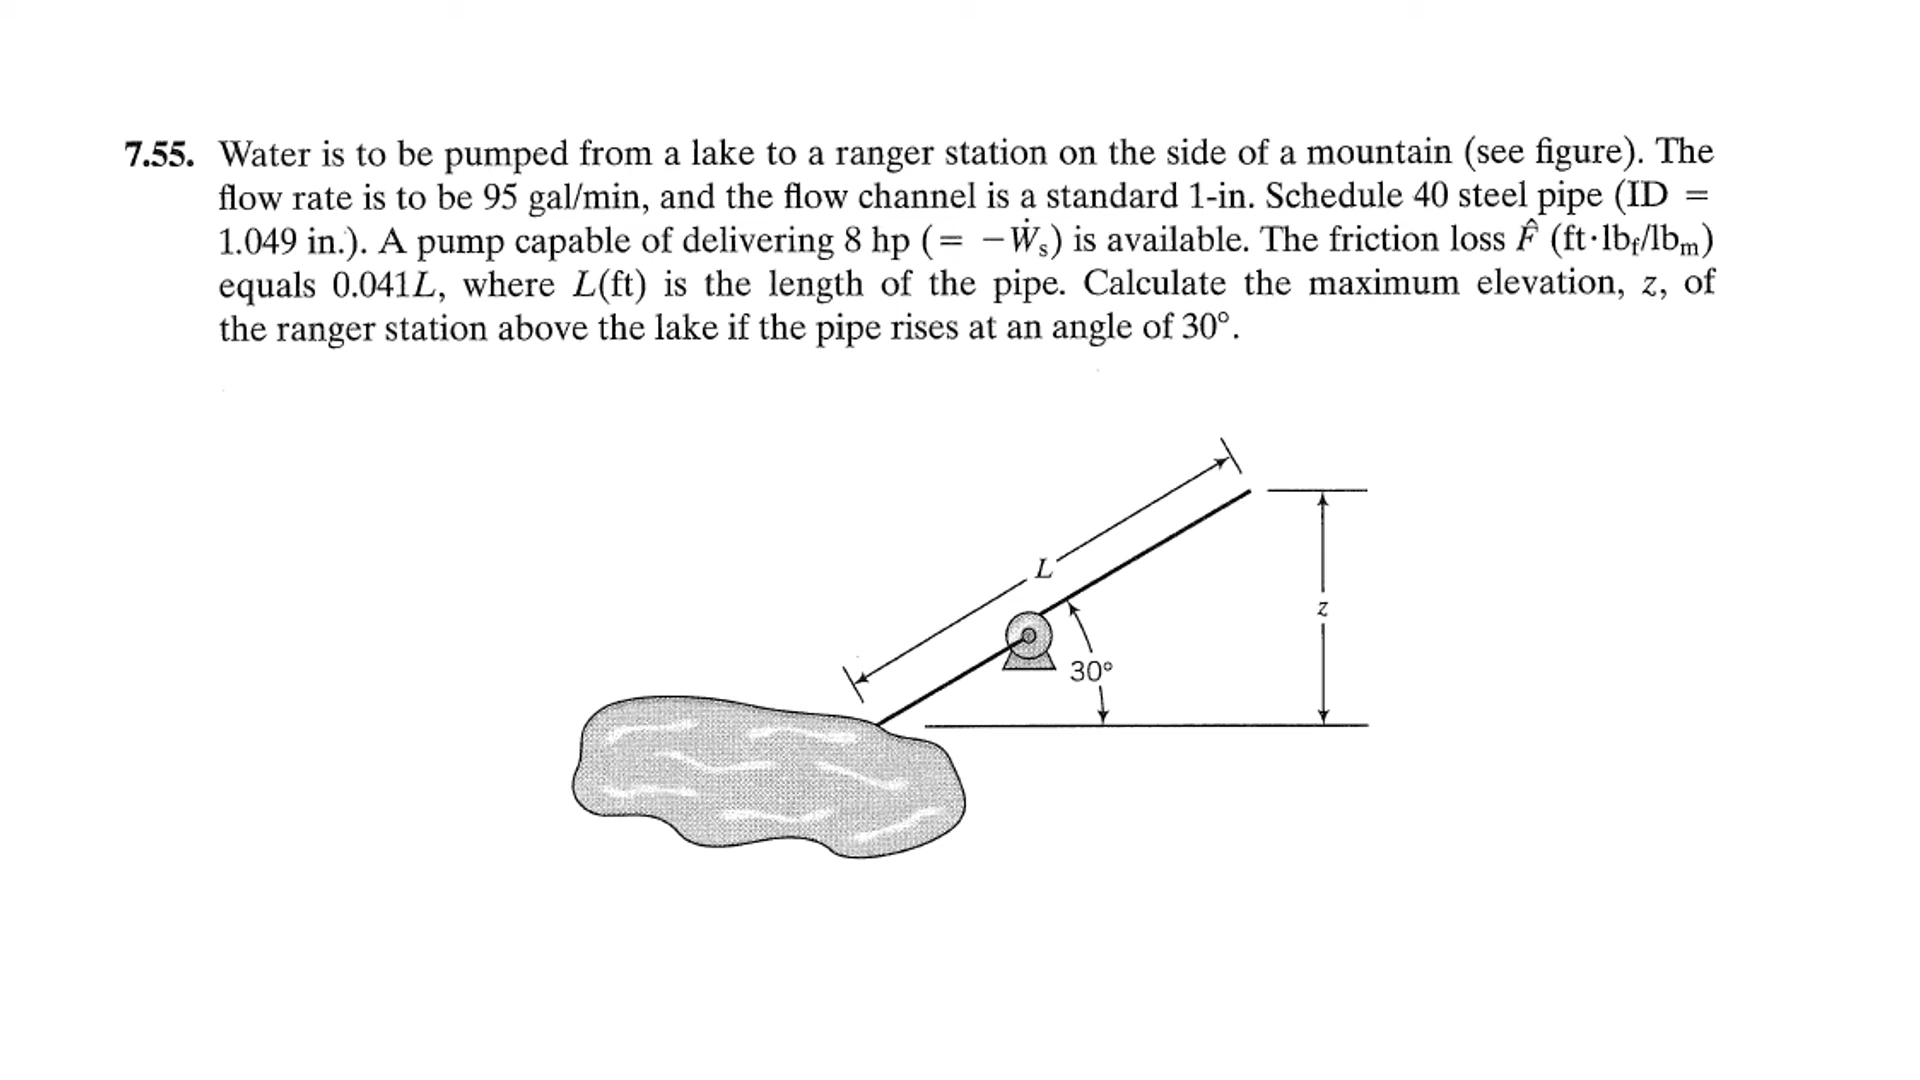 7.55. Water is to be pumped from a lake to a ranger station on the side of a mountain (see figure). The
flow rate is to be 95 gal/min, and the flow channel is a standard 1-in. Schedule 40 steel pipe (ID =
1.049 in.). A pump capable of delivering 8 hp (= −Ẇₛ) is available. The friction loss F̂ (ft·lb_f/lb_m)
equals 0.041L, where L(ft) is the length of the pipe. Calculate the maximum elevation, z, of
the ranger station above the lake if the pipe rises at an angle of 30°.
L
z
30°